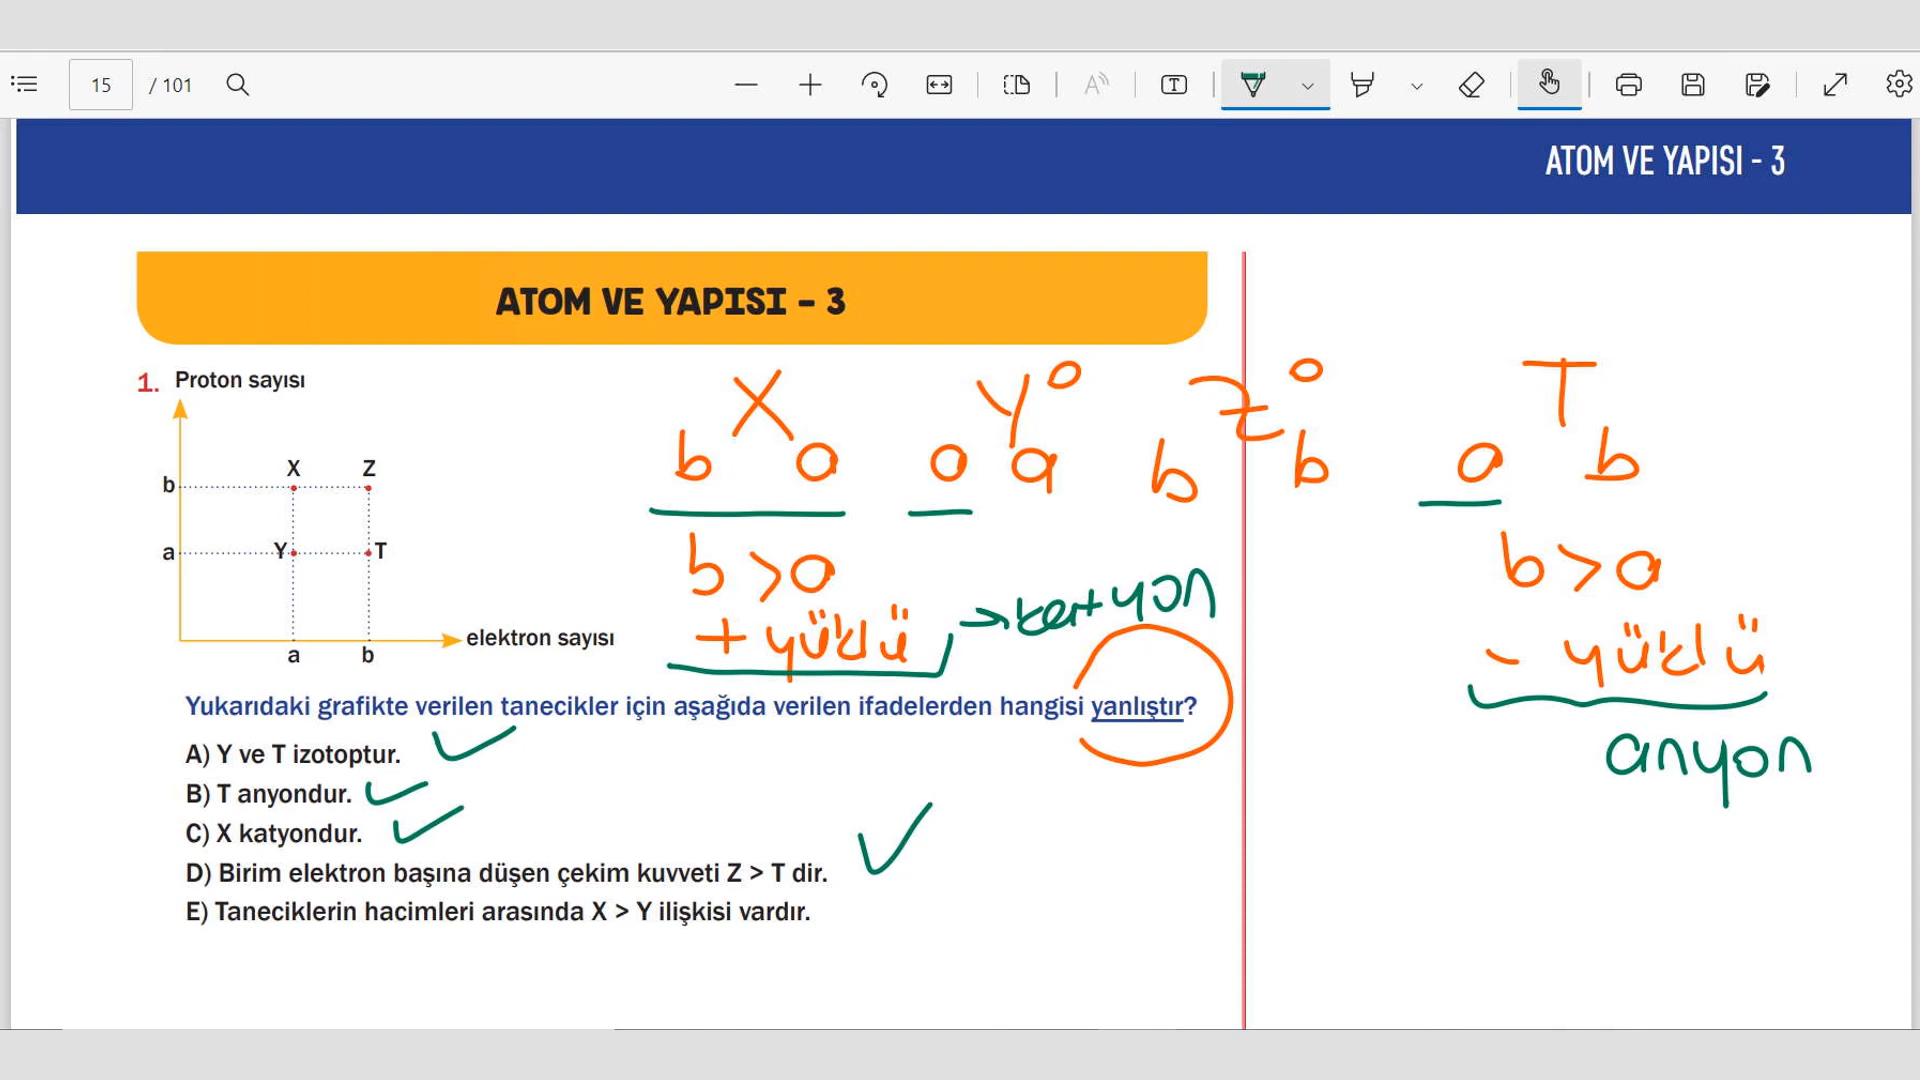 15 / 101
ATOM VE YAPISI - 3
ATOM VE YAPISI - 3
1. Proton sayısı
X Z
b
a
Y T
elektron sayısı
a b
X Y⁰ Z⁰ T
b a a a b b a b
b > a
+ yüklü → katyon
b > a
- yüklü
anyon
Yukarıdaki grafikte verilen tanecikler için aşağıda verilen ifadelerden hangisi yanlıştır?
A) Y ve T izotoptur.
B) T anyondur.
C) X katyondur.
D) Birim elektron başına düşen çekim kuvveti Z > T dir.
E) Taneciklerin hacimleri arasında X > Y ilişkisi vardır.